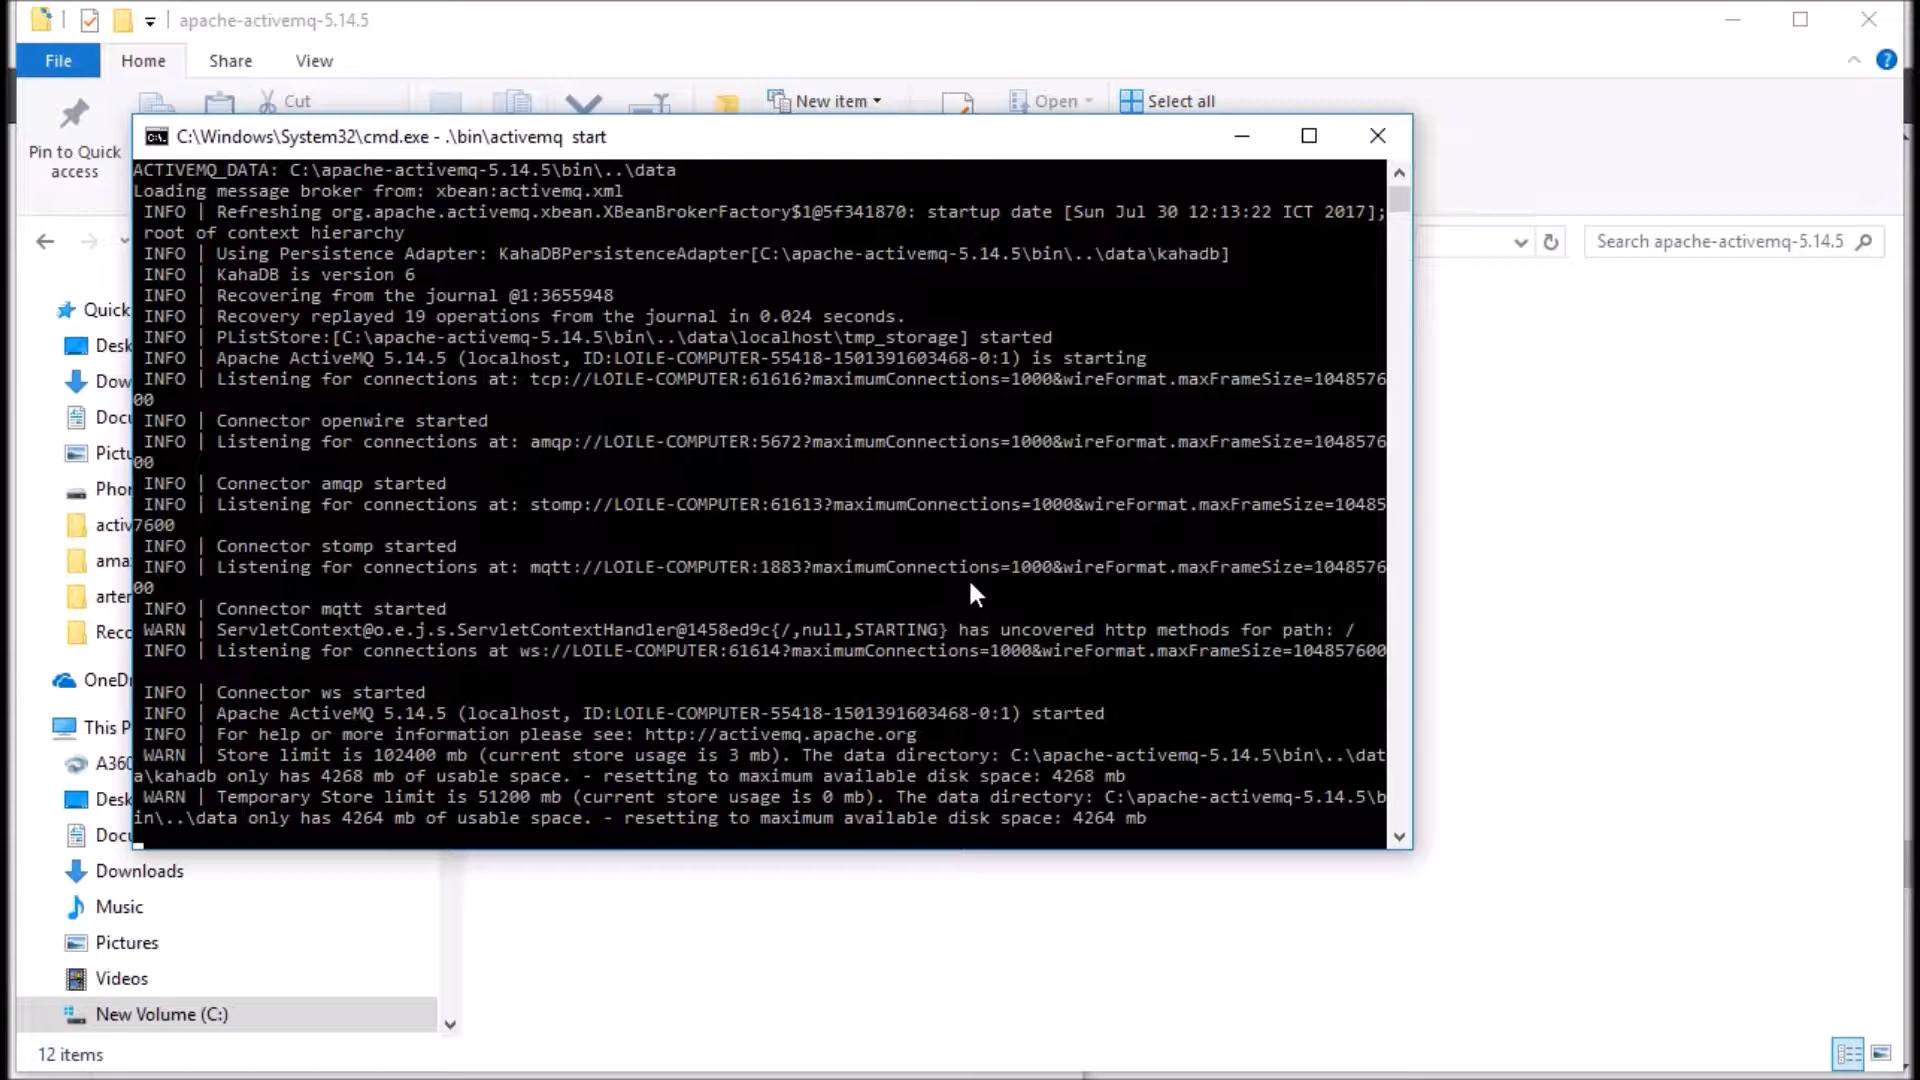 apache-activemq-5.14.5
File
Home
Share
View
Cut
New item
Open
Select all
Pin to Quick
access
C:\Windows\System32\cmd.exe - .\bin\activemq  start
ACTIVEMQ_DATA: C:\apache-activemq-5.14.5\bin\..\data
Loading message broker from: xbean:activemq.xml
INFO | Refreshing org.apache.activemq.xbean.XBeanBrokerFactory$1@5f341870: startup date [Sun Jul 30 12:13:22 ICT 2017];
root of context hierarchy
INFO | Using Persistence Adapter: KahaDBPersistenceAdapter[C:\apache-activemq-5.14.5\bin\..\data\kahadb]
INFO | KahaDB is version 6
INFO | Recovering from the journal @1:3655948
INFO | Recovery replayed 19 operations from the journal in 0.024 seconds.
INFO | PListStore:[C:\apache-activemq-5.14.5\bin\..\data\localhost\tmp_storage] started
INFO | Apache ActiveMQ 5.14.5 (localhost, ID:LOILE-COMPUTER-55418-1501391603468-0:1) is starting
INFO | Listening for connections at: tcp://LOILE-COMPUTER:61616?maximumConnections=1000&wireFormat.maxFrameSize=1048576
00
INFO | Connector openwire started
INFO | Listening for connections at: amqp://LOILE-COMPUTER:5672?maximumConnections=1000&wireFormat.maxFrameSize=1048576
00
INFO | Connector amqp started
INFO | Listening for connections at: stomp://LOILE-COMPUTER:61613?maximumConnections=1000&wireFormat.maxFrameSize=10485
7600
INFO | Connector stomp started
INFO | Listening for connections at: mqtt://LOILE-COMPUTER:1883?maximumConnections=1000&wireFormat.maxFrameSize=1048576
00
INFO | Connector mqtt started
WARN | ServletContext@o.e.j.s.ServletContextHandler@1458ed9c{/,null,STARTING} has uncovered http methods for path: /
INFO | Listening for connections at ws://LOILE-COMPUTER:61614?maximumConnections=1000&wireFormat.maxFrameSize=104857600
INFO | Connector ws started
INFO | Apache ActiveMQ 5.14.5 (localhost, ID:LOILE-COMPUTER-55418-1501391603468-0:1) started
INFO | For help or more information please see: http://activemq.apache.org
WARN | Store limit is 102400 mb (current store usage is 3 mb). The data directory: C:\apache-activemq-5.14.5\bin\..\dat
a\kahadb only has 4268 mb of usable space. - resetting to maximum available disk space: 4268 mb
WARN | Temporary Store limit is 51200 mb (current store usage is 0 mb). The data directory: C:\apache-activemq-5.14.5\b
in\..\data only has 4264 mb of usable space. - resetting to maximum available disk space: 4264 mb
Search apache-activemq-5.14.5
Quick
Desk
Dow
Docu
Pictu
Phor
activ
ama
arter
Reco
OneD
This P
A360
Desk
Docu
Downloads
Music
Pictures
Videos
New Volume (C:)
12 items